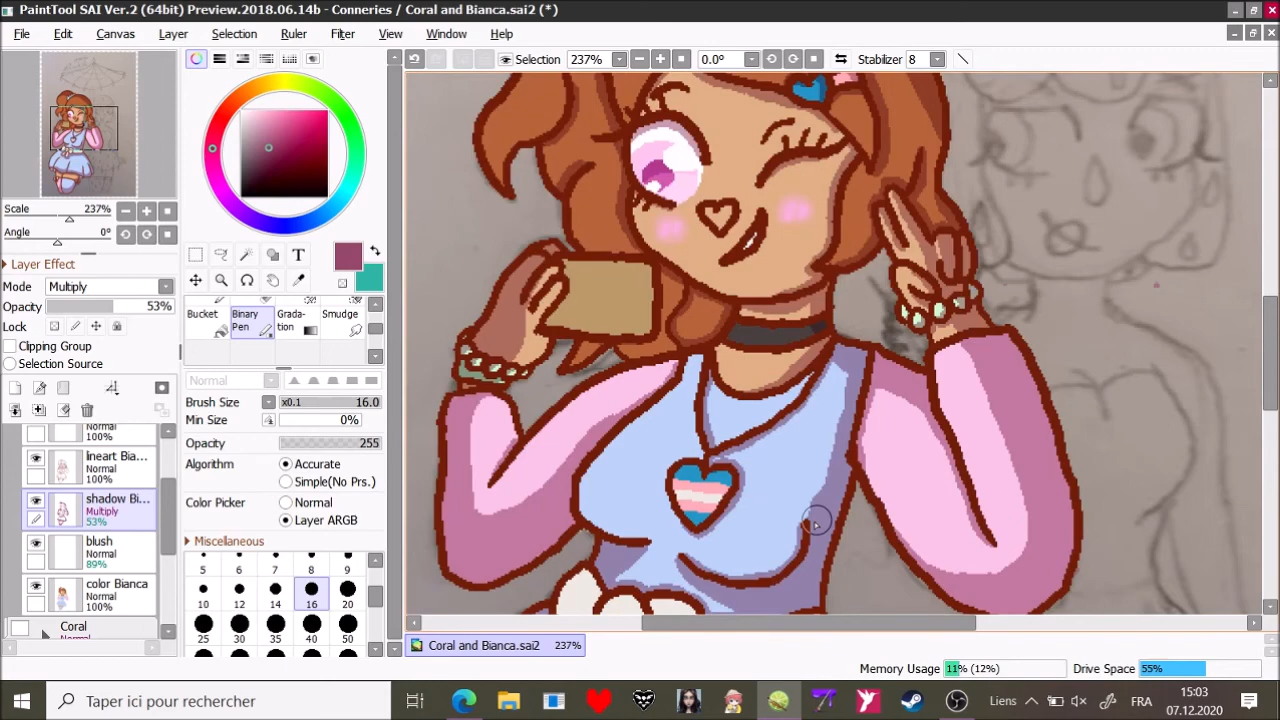 PaintTool SAI Ver.2 (64bit) Preview.2018.06.14b - Conneries / Coral and Bianca.sai2 (*)
File Edit Canvas Layer Selection Ruler Filter View Window Help
Selection 237% 0.0º Stabilizer 8
Scale 237%
Angle 0º
Layer Effect
Mode Multiply
Opacity 53%
Lock
Clipping Group
Selection Source
Normal
100%
lineart Bia...
Normal
100%
shadow Bi...
Multiply
53%
blush
Normal
89%
color Bianca
Normal
100%
Coral
Normal
T
Bucket Binary Pen Gradation Smudge
Normal
Brush Size x0.1 16.0
Min Size 0%
Opacity 255
Algorithm Accurate
Simple(No Prs.)
Color Picker Normal
Layer ARGB
Miscellaneous
5 6 7 8 9
10 12 14 16 20
25 30 35 40 50
Coral and Bianca.sai2 237%
Memory Usage 11% (12%) Drive Space 55%
Taper ici pour rechercher
Liens FRA 15:03
07.12.2020